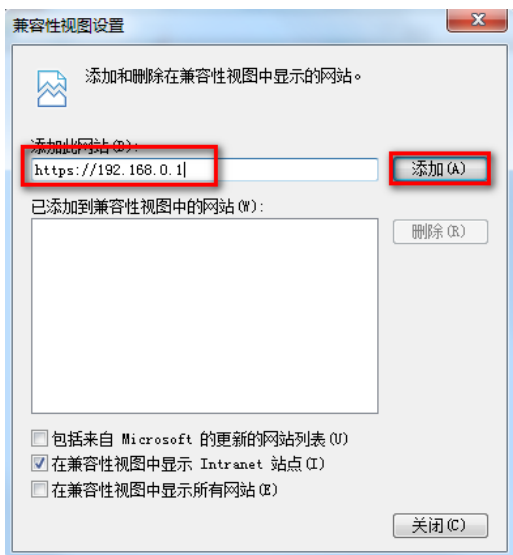 兼容性视图设置
添加和删除在兼容性视图中显示的网站。
添加此网站(D):
https://192.168.0.1
添加(A)
已添加到兼容性视图中的网站(W):
删除(R)
包括来自 Microsoft 的更新的网站列表(U)
在兼容性视图中显示 Intranet 站点(I)
在兼容性视图中显示所有网站(E)
关闭(C)